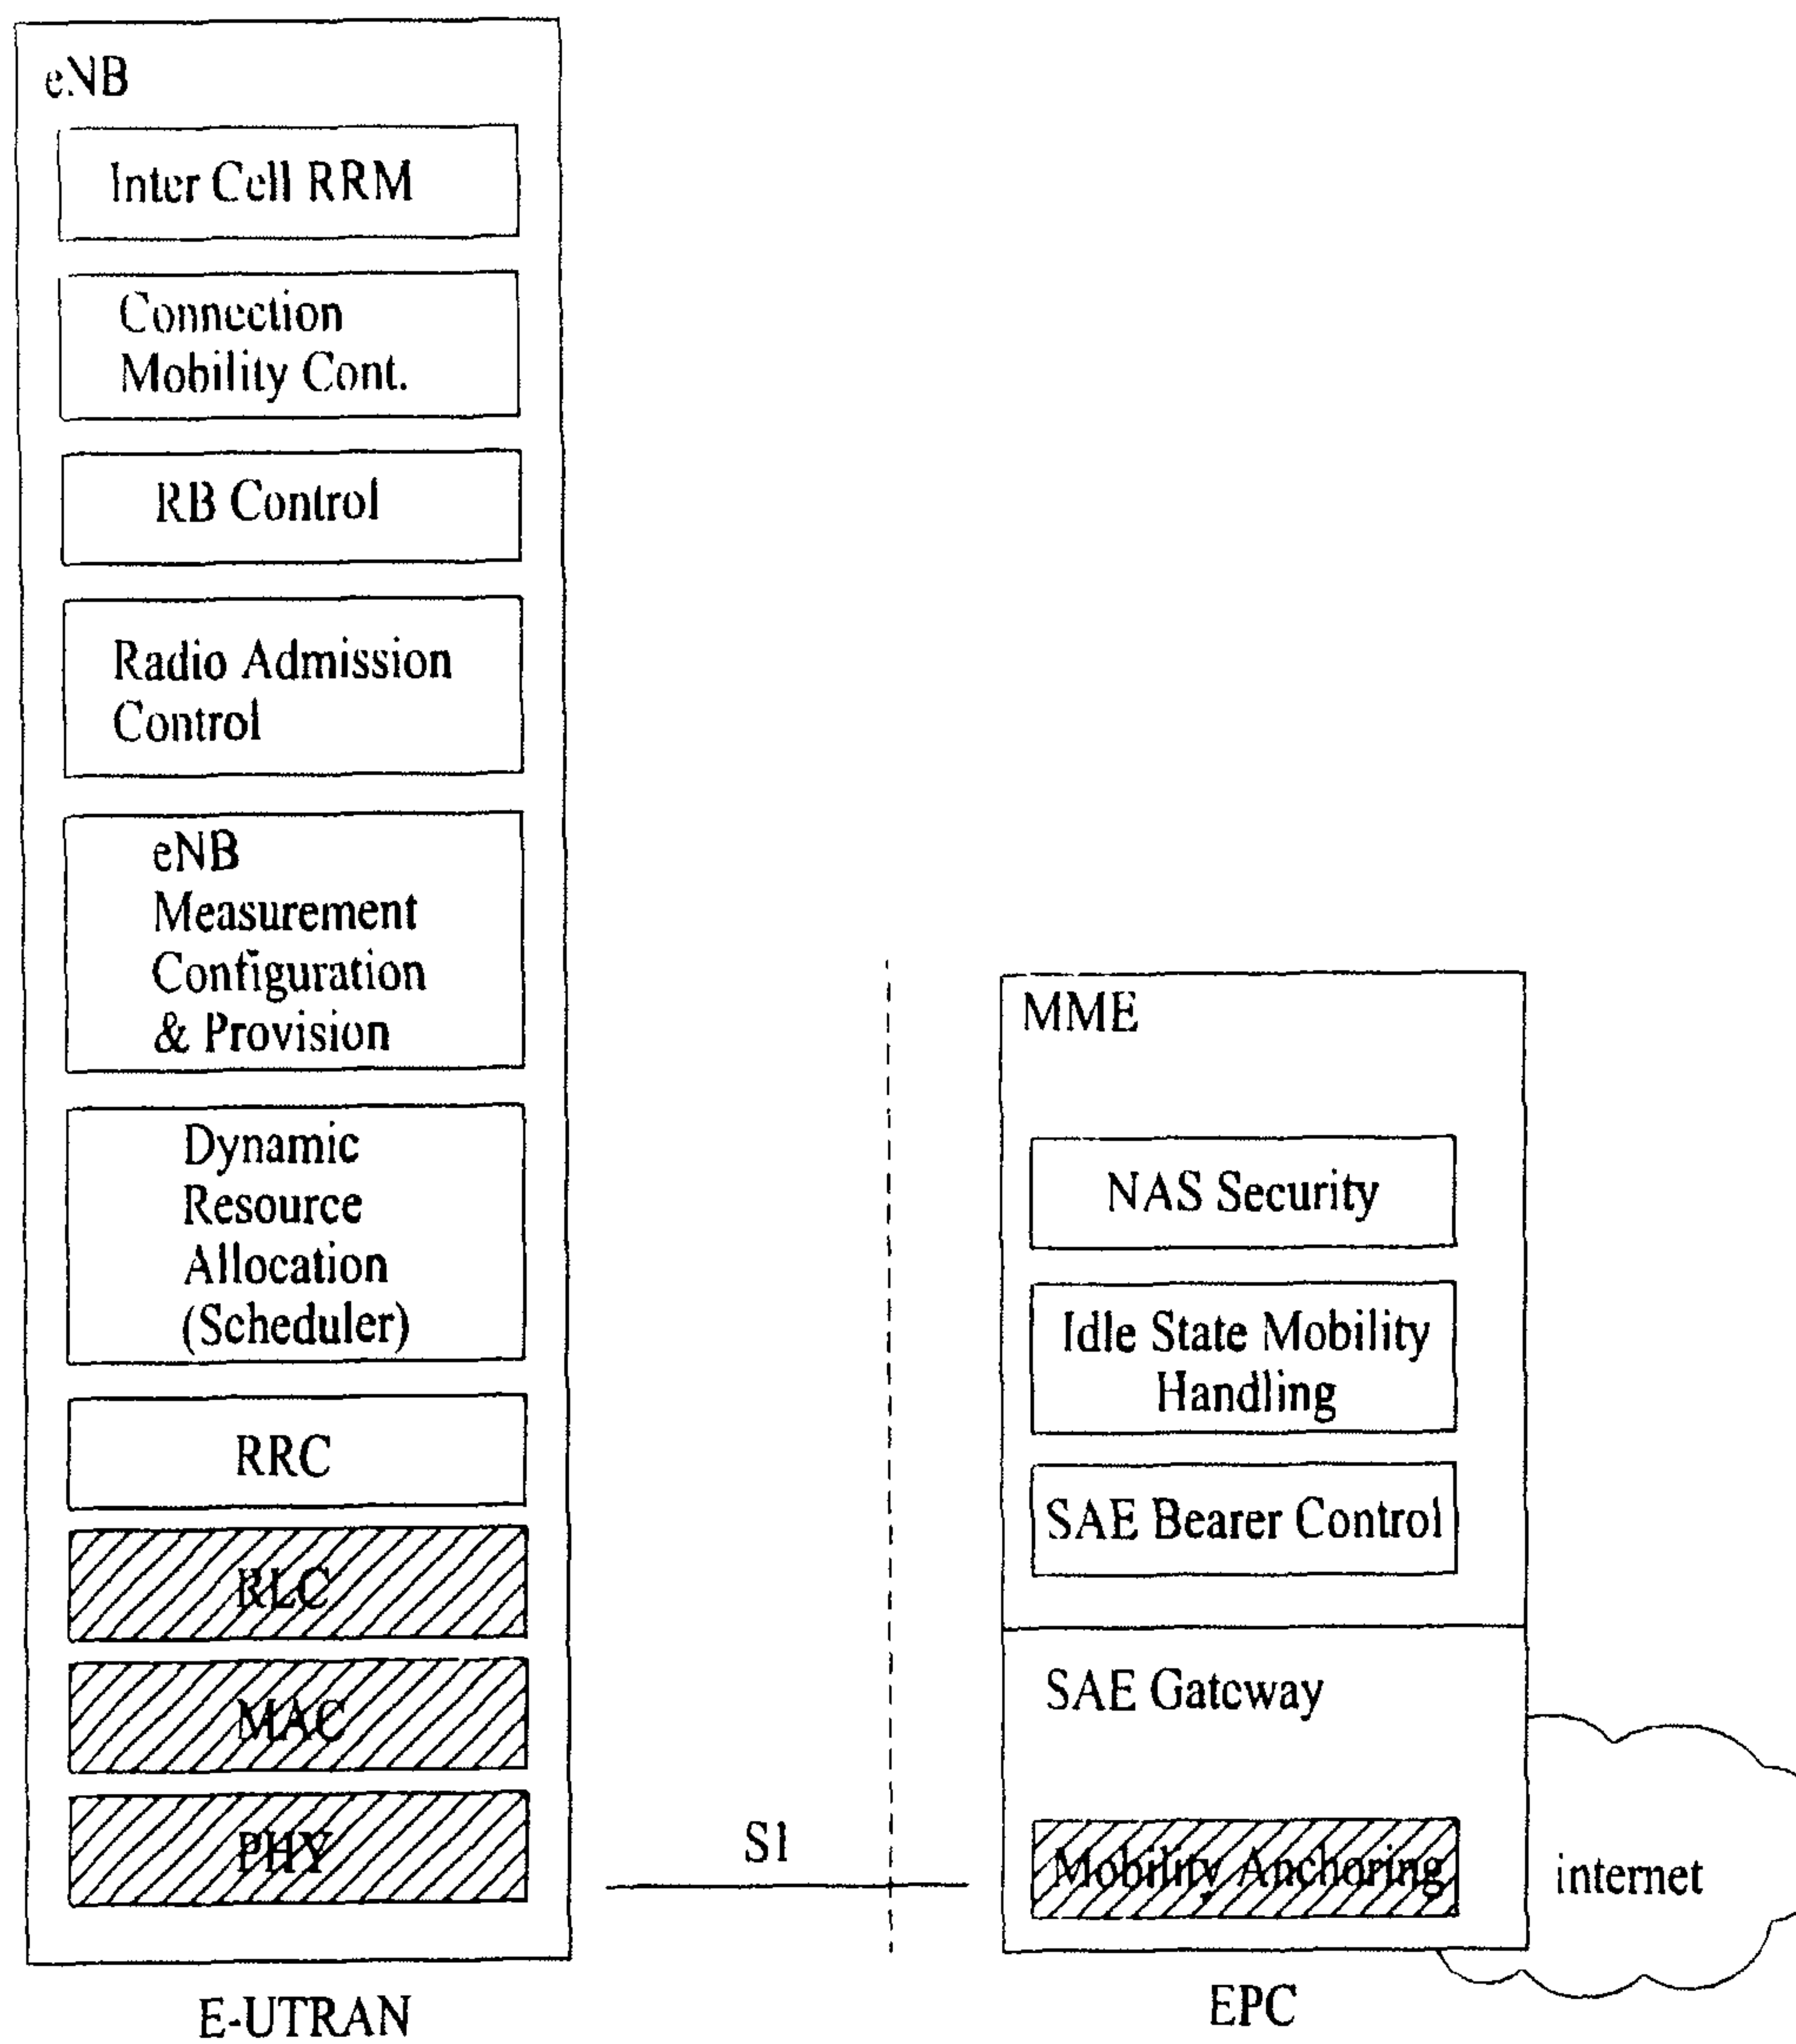 eNB
Inter Cell RRM
Connection
Mobility Cont.
RB Control
Radio Admission
Control
eNB
Measurement
Configuration
& Provision
Dynamic
Resource
Allocation
(Scheduler)
RRC
RLC
MAC
PHY
E-UTRAN
S1
MME
NAS Security
Idle State Mobility
Handling
SAE Bearer Control
SAE Gateway
Mobility Anchoring
EPC
internet